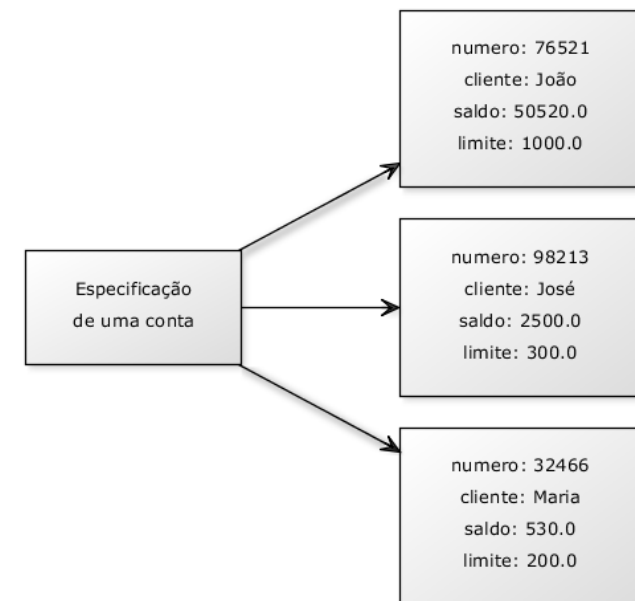 Especificação
de uma conta
numero: 76521
cliente: João
saldo: 50520.0
limite: 1000.0
numero: 98213
cliente: José
saldo: 2500.0
limite: 300.0
numero: 32466
cliente: Maria
saldo: 530.0
limite: 200.0